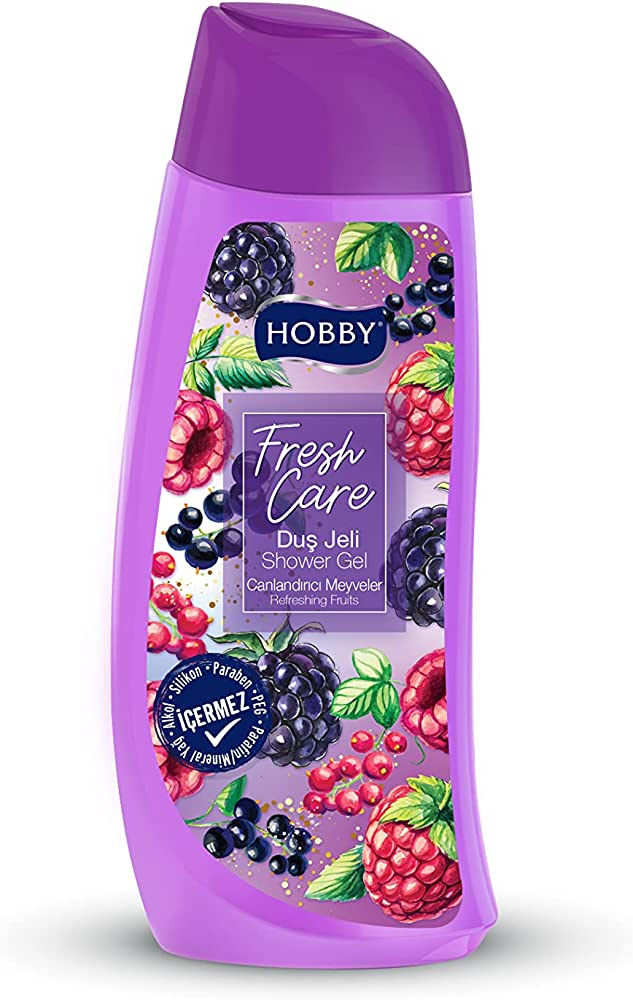 HOBBY®
Fresh
Care
Duş Jeli
Shower Gel
Canlandırıcı Meyveler
Refreshing Fruits
Alkol • Silikon • Paraben • PEG • Parafin/Mineral Yağ •
İÇERMEZ